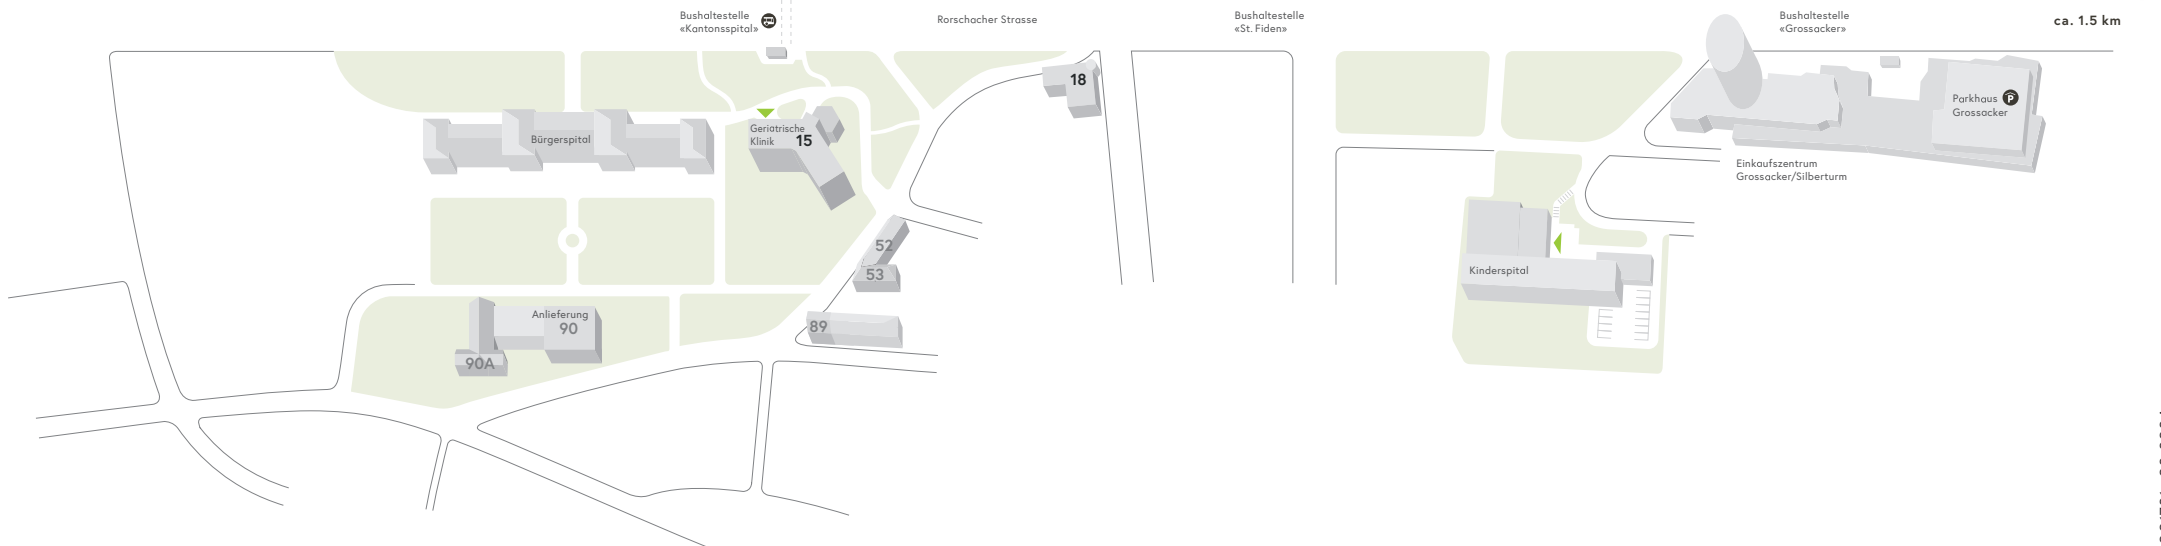 Bushaltestelle
«Kantonsspital»
Rorschacher Strasse
Bushaltestelle
«St. Fiden»
Bushaltestelle
«Grossacker»
ca. 1.5 km
18
Parkhaus P
Grossacker
Geriatrische
Klinik 15
Bürgerspital
Einkaufszentrum
Grossacker/Silberturm
52
53
Kinderspital
Anlieferung
90
89
90A